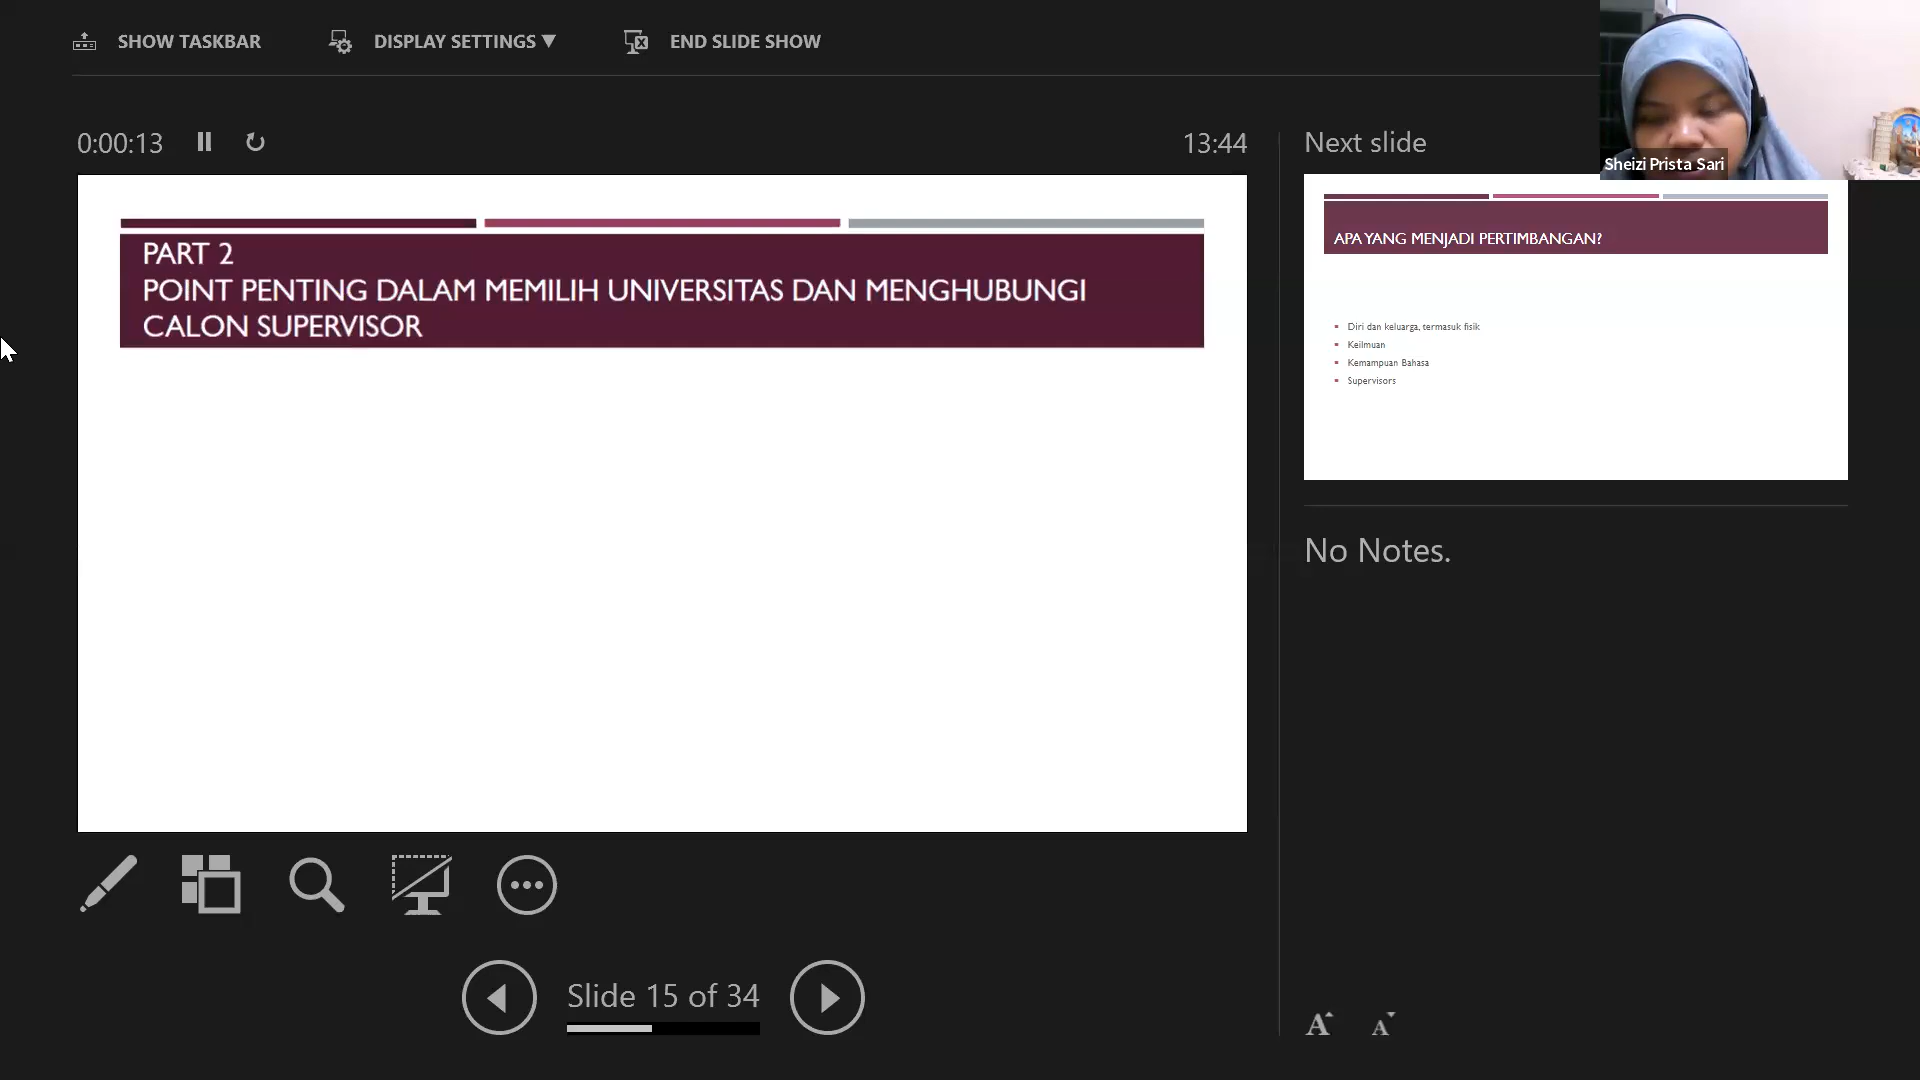 SHOW TASKBAR
DISPLAY SETTINGS ▼
END SLIDE SHOW
0:00:13
13:44
Next slide
Sheizi Prista Sari
PART 2
POINT PENTING DALAM MEMILIH UNIVERSITAS DAN MENGHUBUNGI
CALON SUPERVISOR
APA YANG MENJADI PERTIMBANGAN?
Diri dan keluarga, termasuk fisik
Keilmuan
Kemampuan Bahasa
Supervisors
No Notes.
Slide 15 of 34
A
A